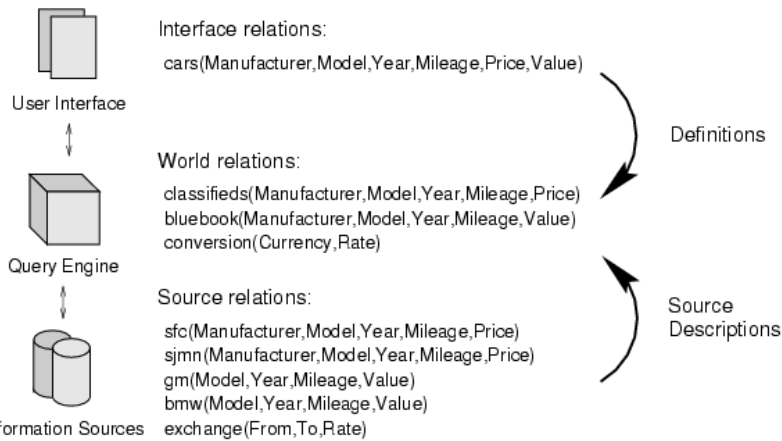 Interface relations:
cars(Manufacturer,Model,Year,Mileage,Price,Value)
User Interface
Definitions
World relations:
classifieds(Manufacturer,Model,Year,Mileage,Price)
bluebook(Manufacturer,Model,Year,Mileage,Value)
conversion(Currency,Rate)
Query Engine
Source relations:
Source
Descriptions
sfc(Manufacturer,Model,Year,Mileage,Price)
sjmn(Manufacturer,Model,Year,Mileage,Price)
gm(Model,Year,Mileage,Value)
bmw(Model,Year,Mileage,Value)
formation Sources
exchange(From,To,Rate)